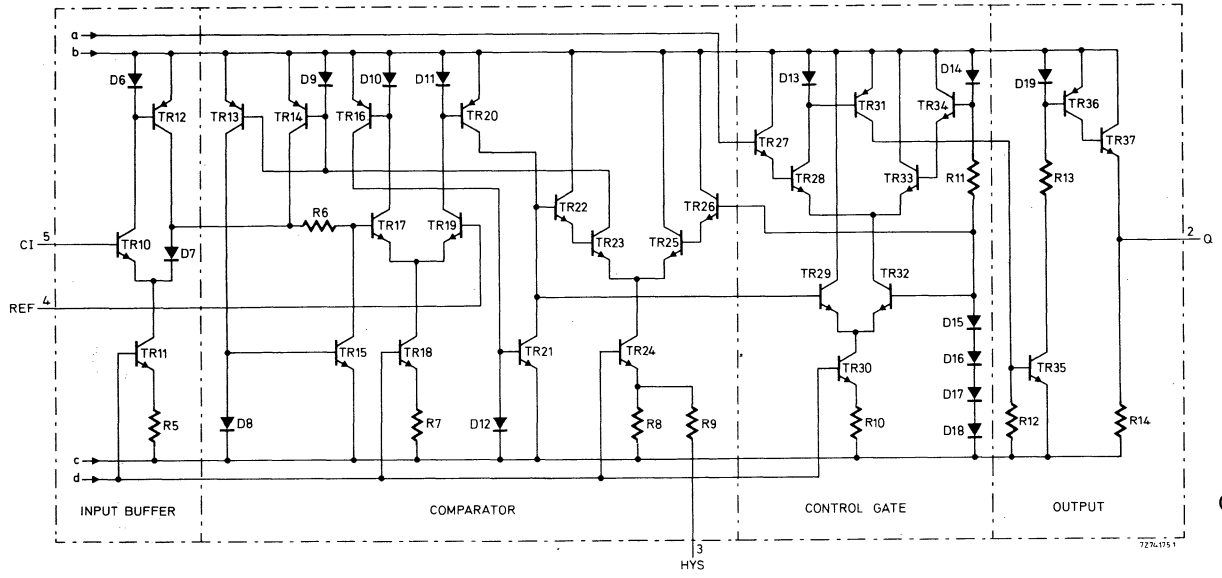 a
b
D6
D9
D10
D11
D13
D14
D19
TR12
TR13
TR14
TR16
TR20
TR31
TR34
TR36
TR37
TR27
TR28
TR33
R11
R13
R6
TR22
TR26
TR17
TR19
TR23
TR25
CI
5
TR10
D7
2
Q
REF
4
TR29
TR32
D15
TR11
TR15
TR18
TR21
TR24
TR30
D16
TR35
D17
R5
D8
R7
D12
R8
R9
R10
D18
R12
R14
c
d
INPUT BUFFER
COMPARATOR
CONTROL GATE
OUTPUT
7Z74175 1
3
HYS